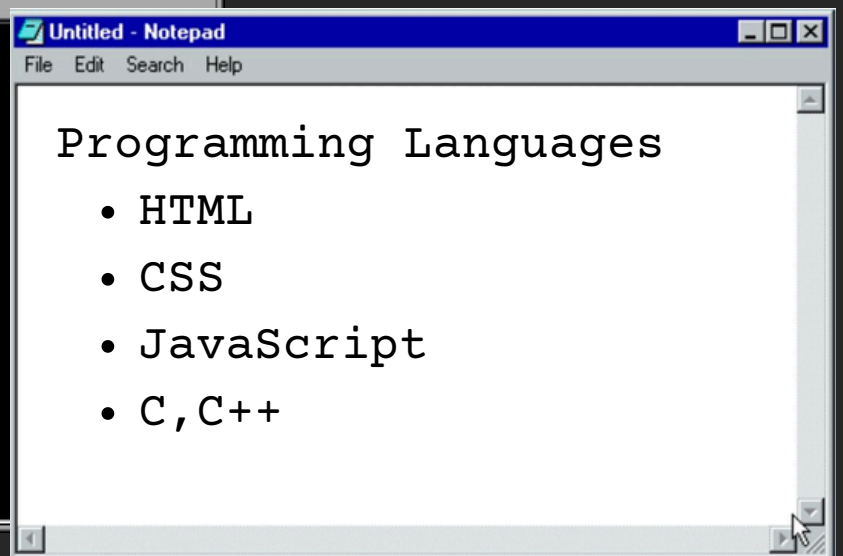 Untitled - Notepad
File Edit Search Help
Programming Languages
• HTML
• CSS
• JavaScript
• C,C++